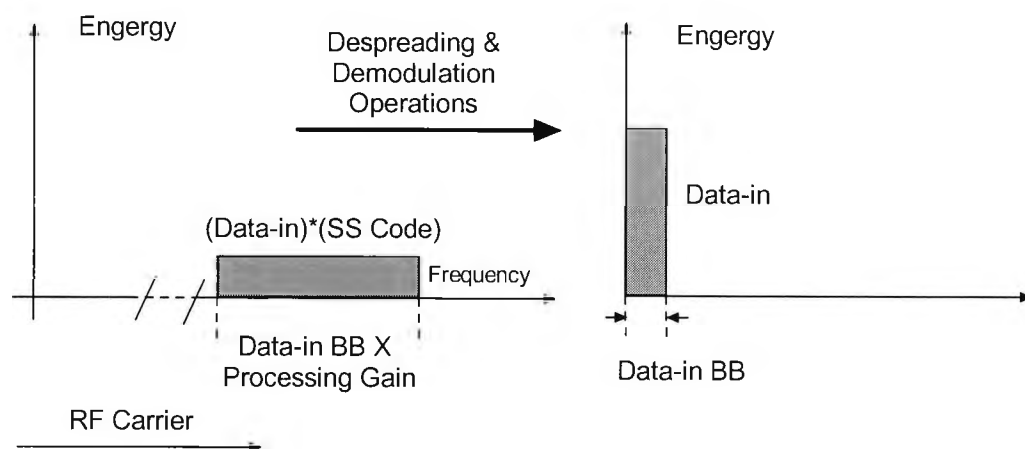 Engergy
Despreading &
Demodulation
Operations
Engergy
Data-in
(Data-in)*(SS Code)
Frequency
Data-in BB X
Processing Gain
Data-in BB
RF Carrier